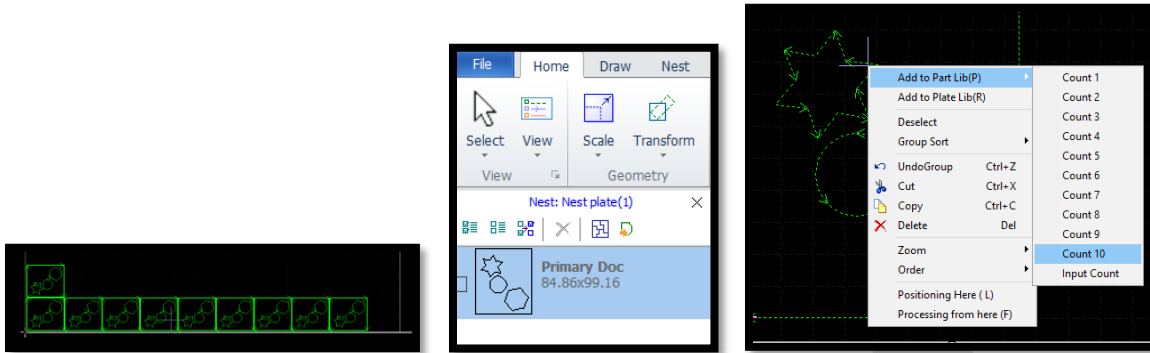 File Home Draw Nest
Select View Scale Transform
View Geometry
Nest: Nest plate(1)
Primary Doc
84.86x99.16
Add to Part Lib(P)
Add to Plate Lib(R)
Deselect
Group Sort
UndoGroup Ctrl+Z
Cut Ctrl+X
Copy Ctrl+C
Delete Del
Zoom
Order
Positioning Here ( L)
Processing from here (F)
Count 1
Count 2
Count 3
Count 4
Count 5
Count 6
Count 7
Count 8
Count 9
Count 10
Input Count